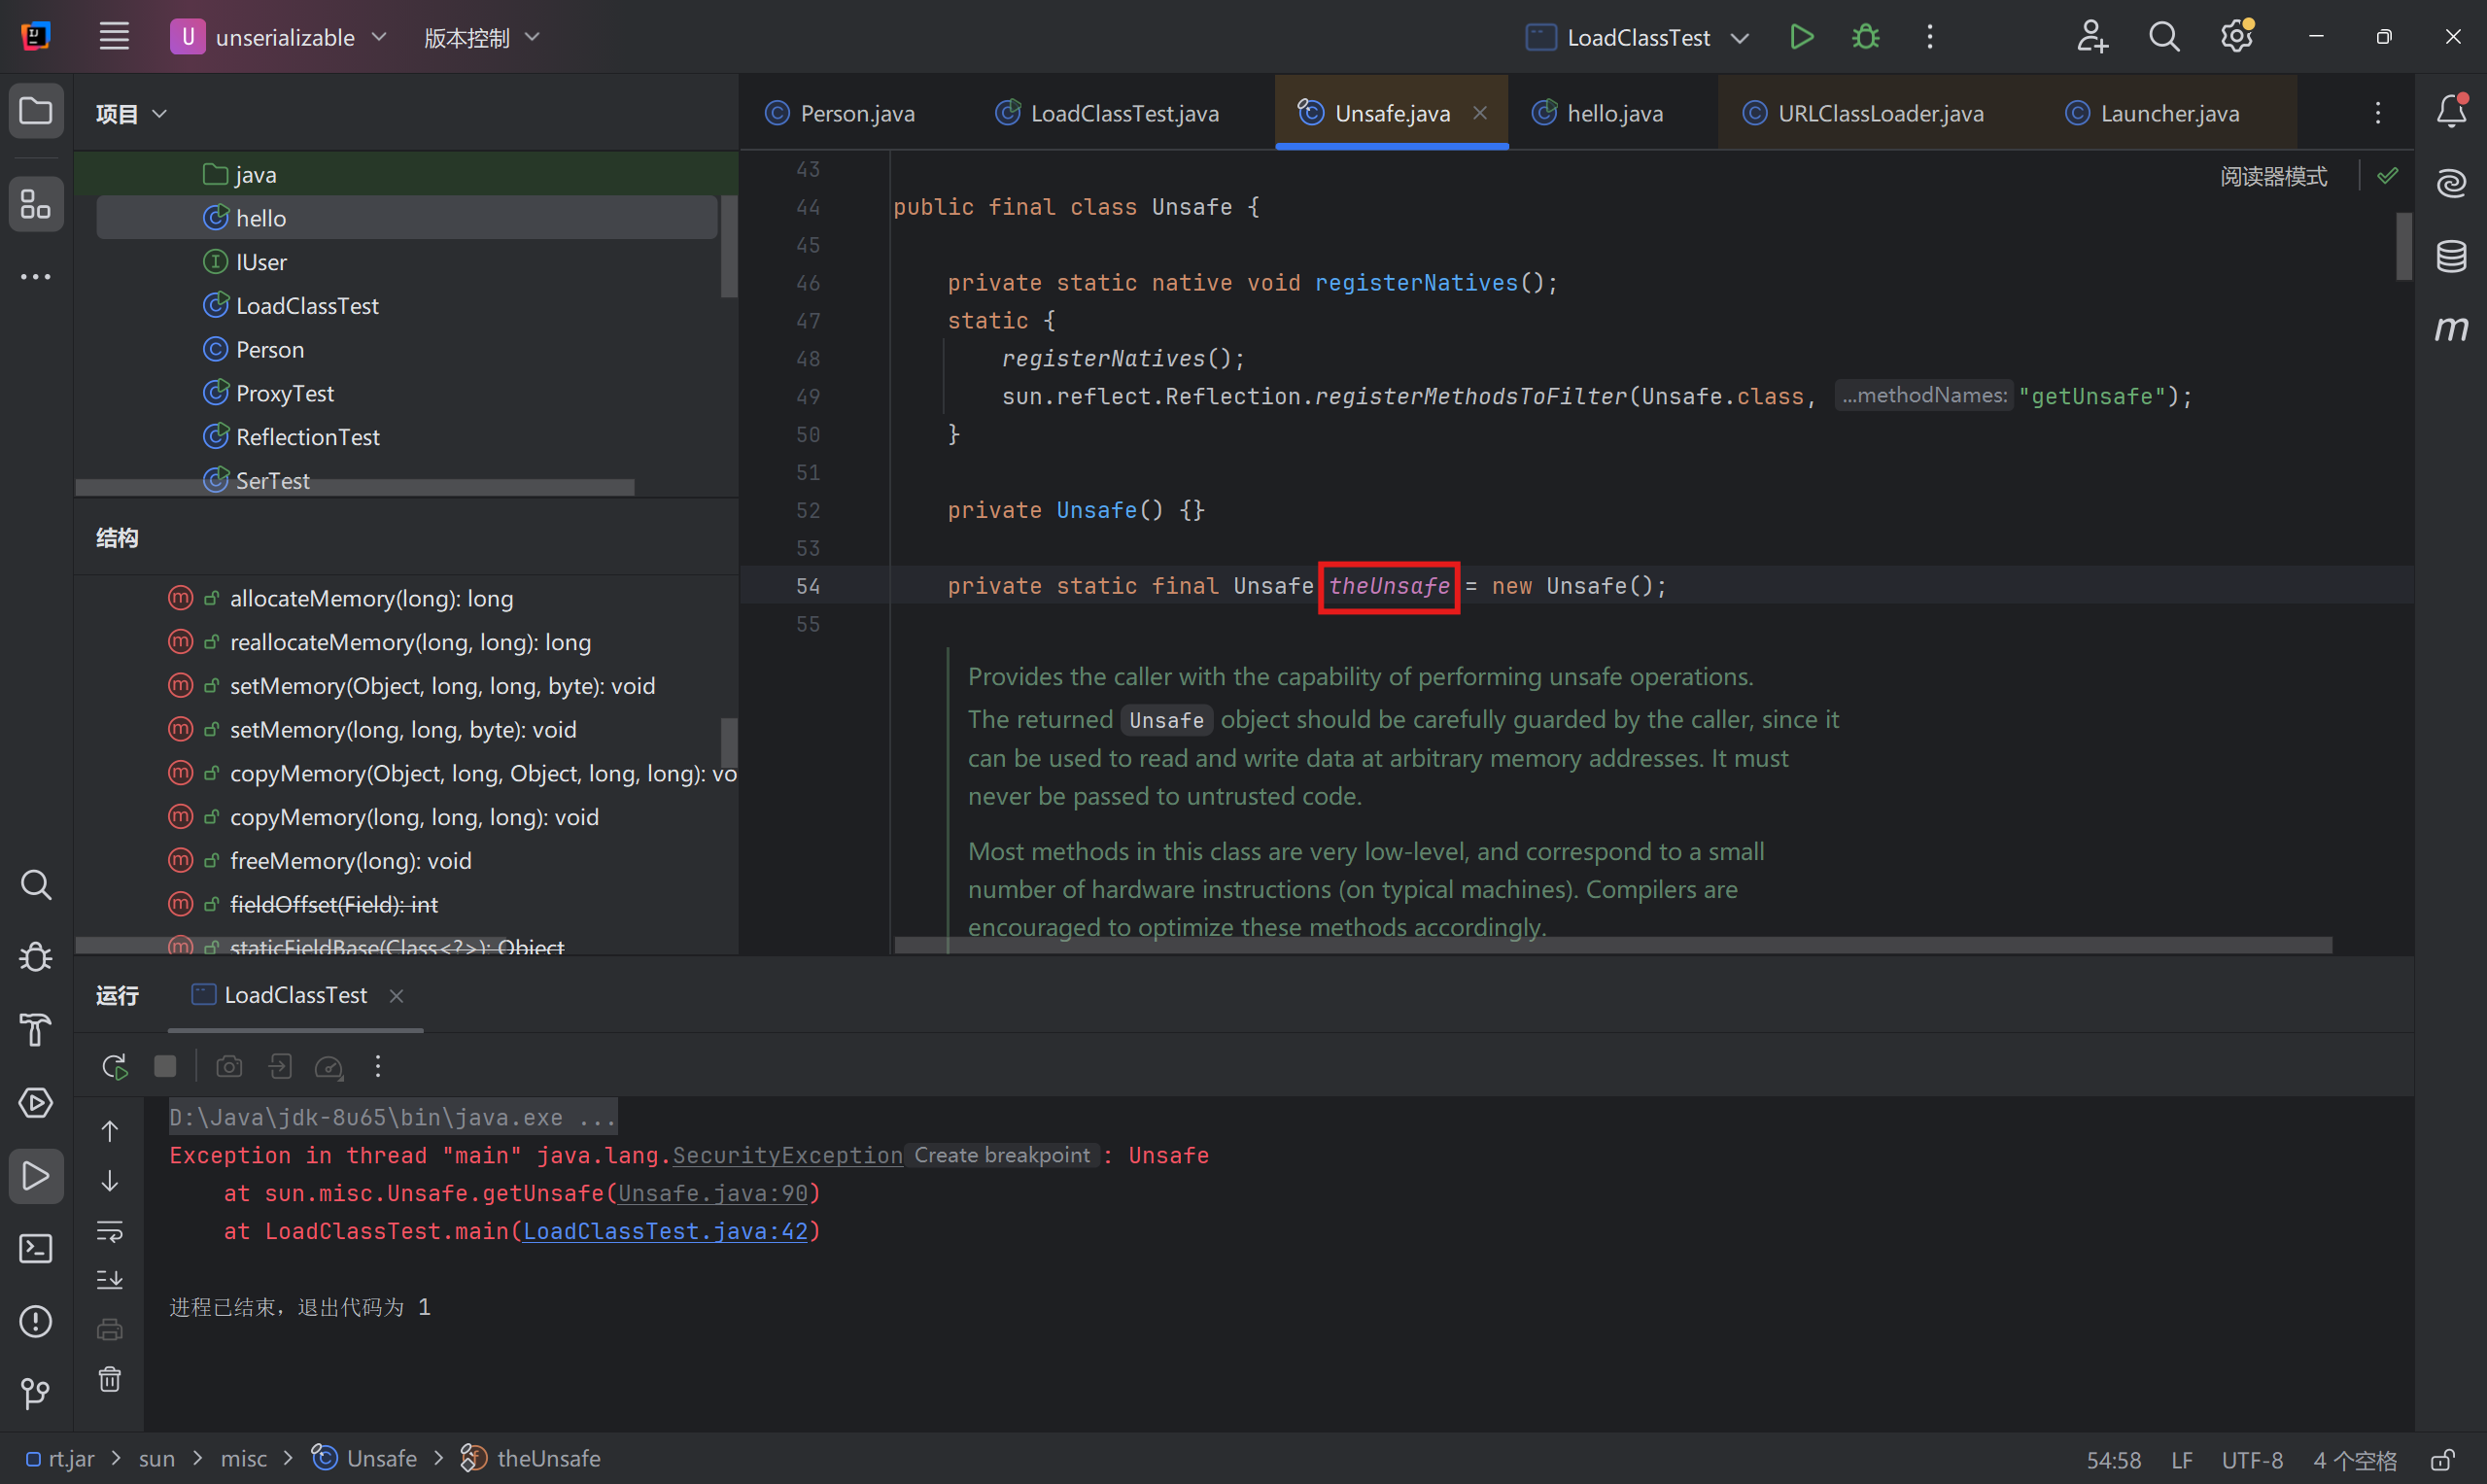 U unserializable 版本控制 LoadClassTest
项目
Person.java LoadClassTest.java Unsafe.java hello.java URLClassLoader.java Launcher.java
java
hello
IUser
LoadClassTest
Person
ProxyTest
ReflectionTest
SerTest
结构
allocateMemory(long): long
reallocateMemory(long, long): long
setMemory(Object, long, long, byte): void
setMemory(long, long, byte): void
copyMemory(Object, long, Object, long, long): vo
copyMemory(long, long, long): void
freeMemory(long): void
fieldOffset(Field): int
staticFieldBase(Class<?>): Object
阅读器模式
43
44 public final class Unsafe {
45
46 private static native void registerNatives();
47 static {
48 registerNatives();
49 sun.reflect.Reflection.registerMethodsToFilter(Unsafe.class, ...methodNames: "getUnsafe");
50 }
51
52 private Unsafe() {}
53
54 private static final Unsafe theUnsafe = new Unsafe();
55
Provides the caller with the capability of performing unsafe operations.
The returned Unsafe object should be carefully guarded by the caller, since it
can be used to read and write data at arbitrary memory addresses. It must
never be passed to untrusted code.
Most methods in this class are very low-level, and correspond to a small
number of hardware instructions (on typical machines). Compilers are
encouraged to optimize these methods accordingly.
运行 LoadClassTest
D:\Java\jdk-8u65\bin\java.exe ...
Exception in thread "main" java.lang.SecurityException Create breakpoint : Unsafe
at sun.misc.Unsafe.getUnsafe(Unsafe.java:90)
at LoadClassTest.main(LoadClassTest.java:42)
进程已结束，退出代码为 1
rt.jar > sun > misc > Unsafe > theUnsafe 54:58 LF UTF-8 4 个空格